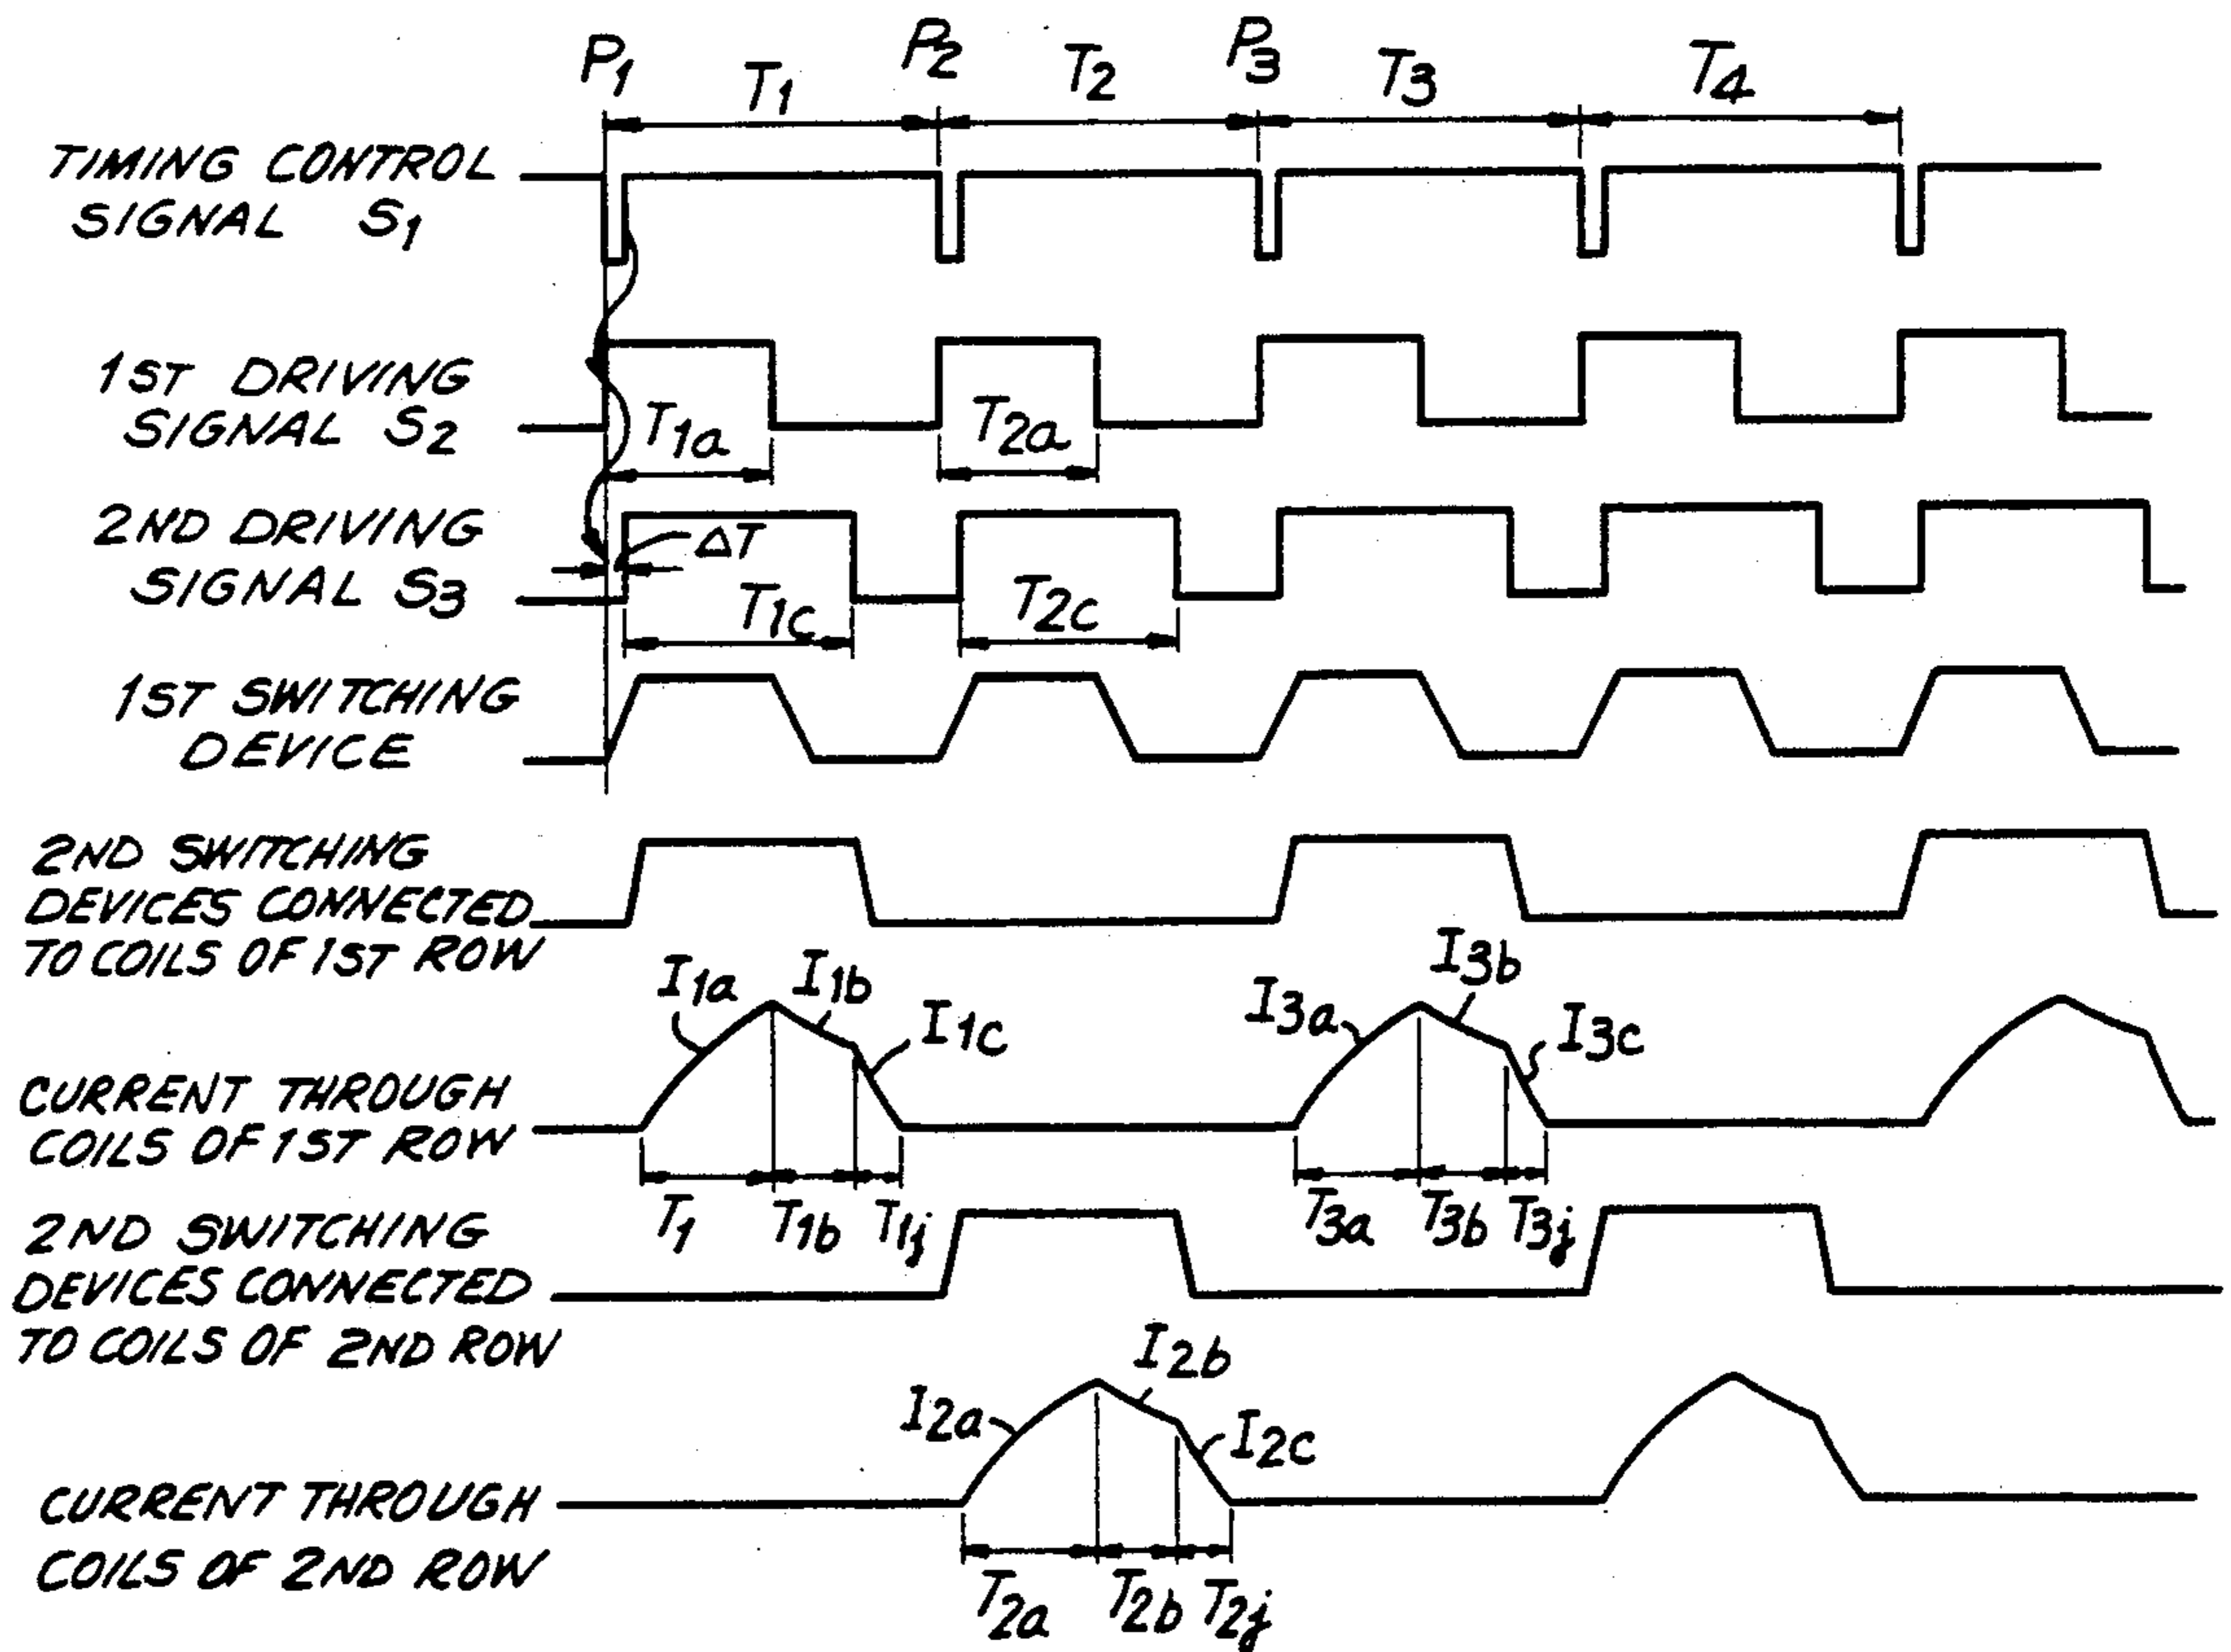 P1 T1 P2 T2 P3 T3 T4
TIMING CONTROL
SIGNAL S1
1ST DRIVING
SIGNAL S2
T1a T2a
2ND DRIVING
SIGNAL S3
ΔT
T1c T2c
1ST SWITCHING
DEVICE
2ND SWITCHING
DEVICES CONNECTED
TO COILS OF 1ST ROW
I1a I1b I1c I3a I3b I3c
CURRENT THROUGH
COILS OF 1ST ROW
T1 T1b T1j T3a T3b T3j
2ND SWITCHING
DEVICES CONNECTED
TO COILS OF 2ND ROW
I2a I2b I2c
CURRENT THROUGH
COILS OF 2ND ROW
T2a T2b T2j